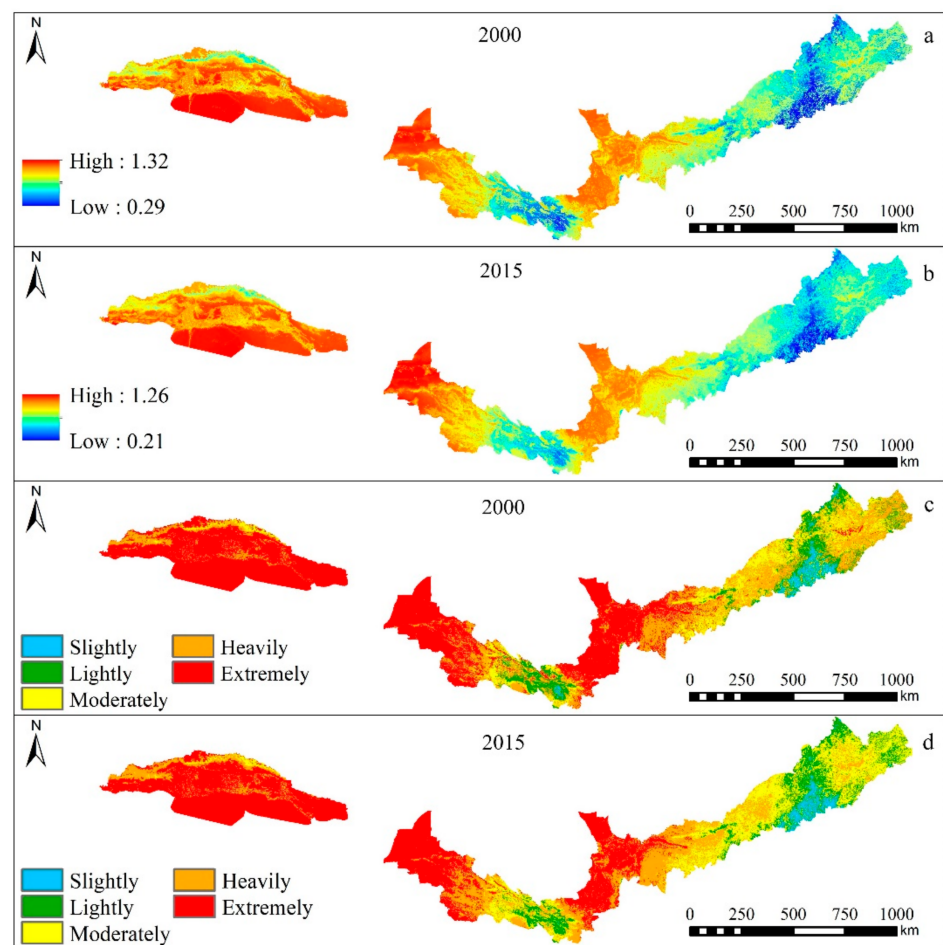 N
2000
a
High : 1.32
Low : 0.29
0 250 500 750 1000
km
N
2015
b
High : 1.26
Low : 0.21
0 250 500 750 1000
km
N
2000
c
Slightly
Heavily
Lightly
Extremely
Moderately
0 250 500 750 1000
km
N
2015
d
Slightly
Heavily
Lightly
Extremely
Moderately
0 250 500 750 1000
km